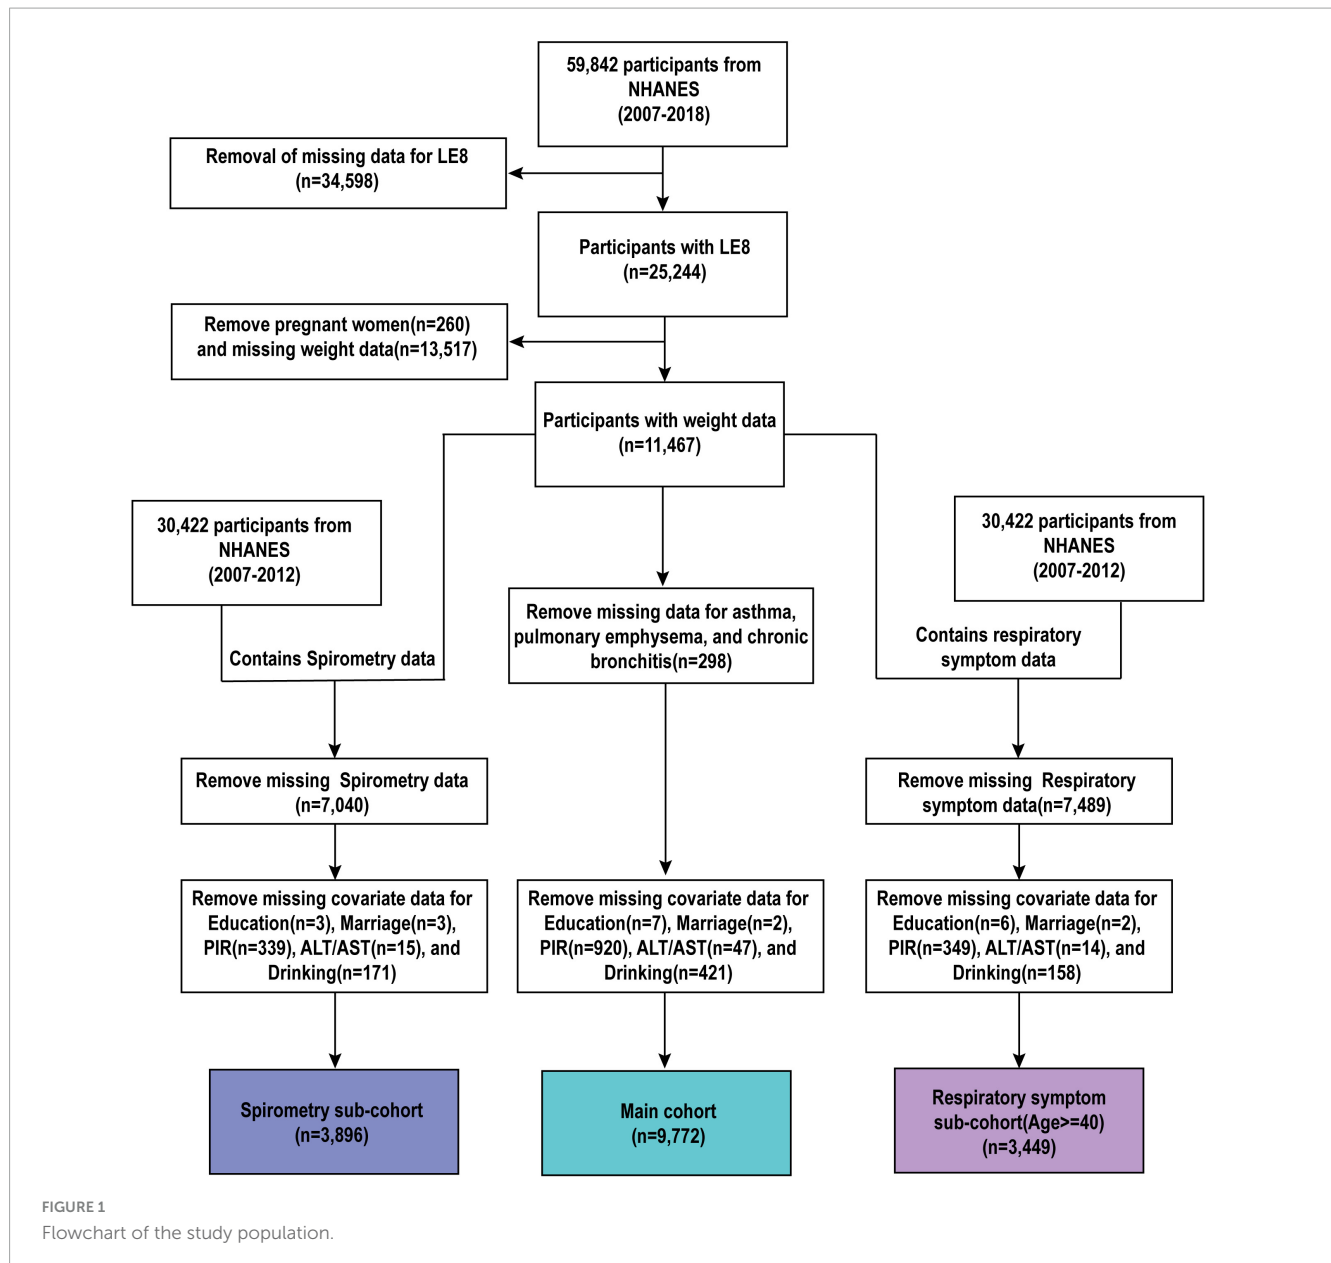 59,842 participants from
NHANES
(2007-2018)
Removal of missing data for LE8
(n=34,598)
Participants with LE8
(n=25,244)
Remove pregnant women(n=260)
and missing weight data(n=13,517)
Participants with weight data
(n=11,467)
30,422 participants from
NHANES
(2007-2012)
30,422 participants from
NHANES
(2007-2012)
Contains Spirometry data
Remove missing data for asthma,
pulmonary emphysema, and chronic
bronchitis(n=298)
Contains respiratory
symptom data
Remove missing  Spirometry data
(n=7,040)
Remove missing  Respiratory
symptom data(n=7,489)
Remove missing covariate data for
Education(n=3), Marriage(n=3),
PIR(n=339), ALT/AST(n=15), and
Drinking(n=171)
Remove missing covariate data for
Education(n=7), Marriage(n=2),
PIR(n=920), ALT/AST(n=47), and
Drinking(n=421)
Remove missing covariate data for
Education(n=6), Marriage(n=2),
PIR(n=349), ALT/AST(n=14), and
Drinking(n=158)
Spirometry sub-cohort
(n=3,896)
Main cohort
(n=9,772)
Respiratory symptom
sub-cohort(Age>=40)
(n=3,449)
FIGURE 1
Flowchart of the study population.